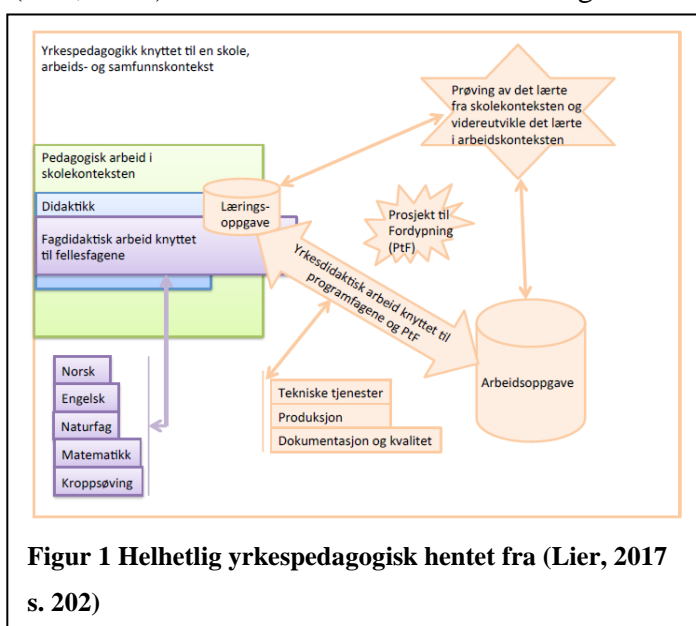 Yrkespedagogikk knyttet til en skole,
arbeids- og samfunnskontekst
Prøving av det lærte
fra skolekonteksten og
videreutvikle det lærte
i arbeidskonteksten
Pedagogisk arbeid i
skolekonteksten
Didaktikk
Lærings-
oppgave
Fagdidaktisk arbeid knyttet
til fellesfagene
Prosjekt til
Fordypning
(PtF)
Yrkesdidaktisk arbeid knyttet til
programfagene og PtF
Arbeidsoppgave
Norsk
Engelsk
Naturfag
Matematikk
Kroppsøving
Tekniske tjenester
Produksjon
Dokumentasjon og kvalitet
Figur 1 Helhetlig yrkespedagogisk hentet fra (Lier, 2017
s. 202)